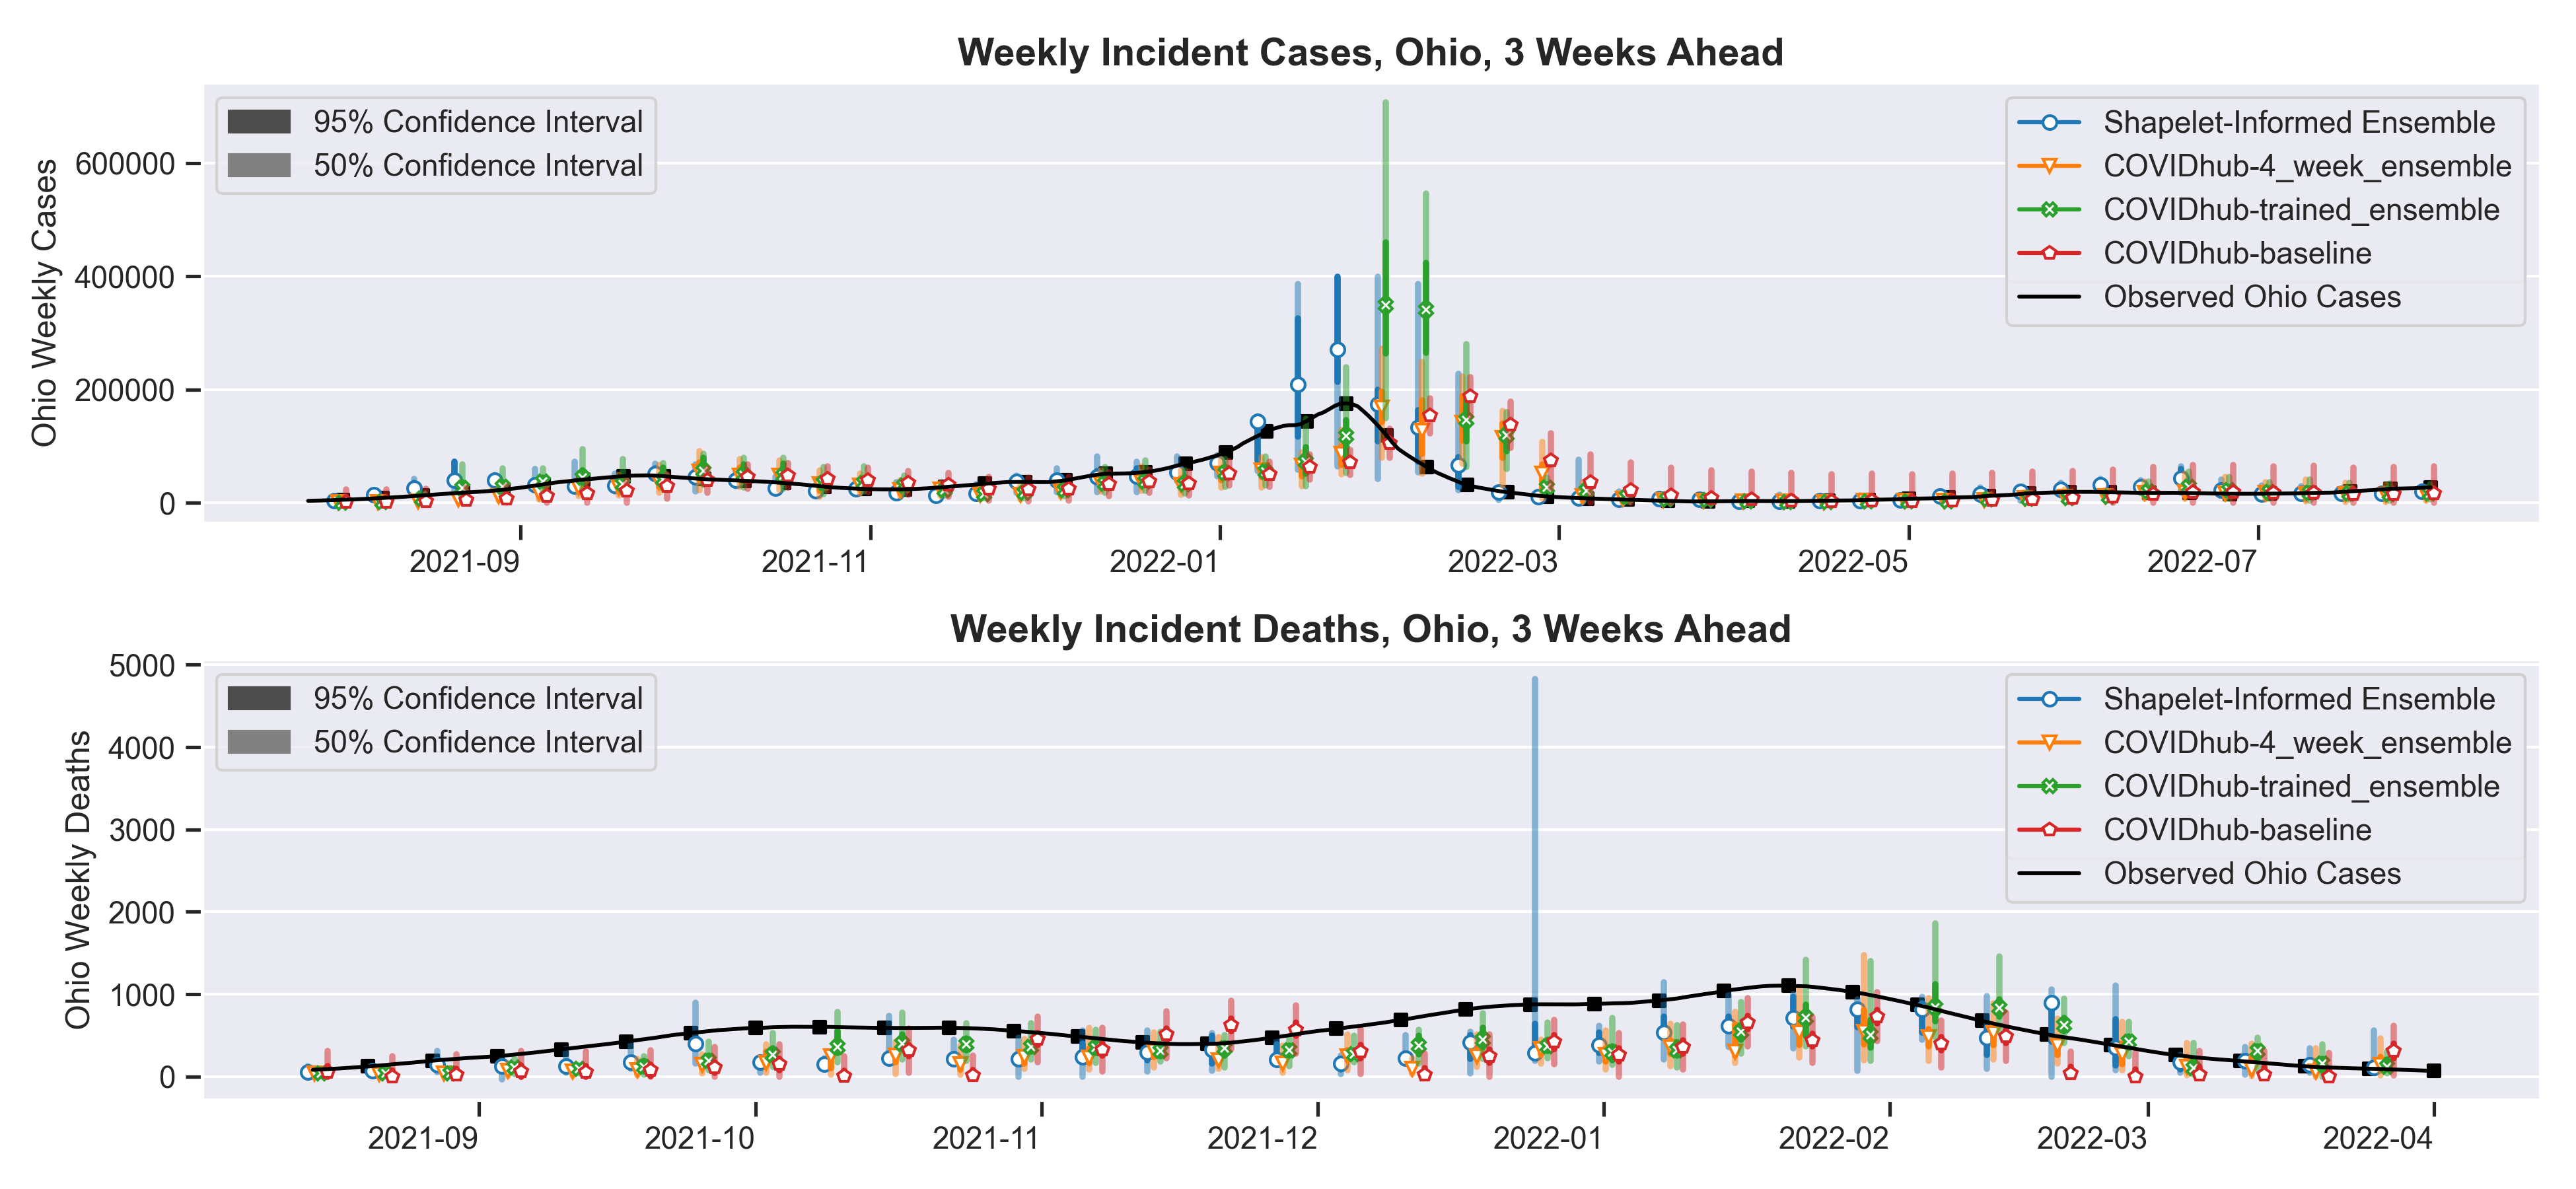 Weekly Incident Cases, Ohio, 3 Weeks Ahead
Ohio Weekly Cases
600000
400000
200000
0
95% Confidence Interval
50% Confidence Interval
Shapelet-Informed Ensemble
COVIDhub-4_week_ensemble
COVIDhub-trained_ensemble
COVIDhub-baseline
Observed Ohio Cases
2021-09 2021-11 2022-01 2022-03 2022-05 2022-07
Weekly Incident Deaths, Ohio, 3 Weeks Ahead
Ohio Weekly Deaths
5000
4000
3000
2000
1000
0
95% Confidence Interval
50% Confidence Interval
Shapelet-Informed Ensemble
COVIDhub-4_week_ensemble
COVIDhub-trained_ensemble
COVIDhub-baseline
Observed Ohio Cases
2021-09 2021-10 2021-11 2021-12 2022-01 2022-02 2022-03 2022-04